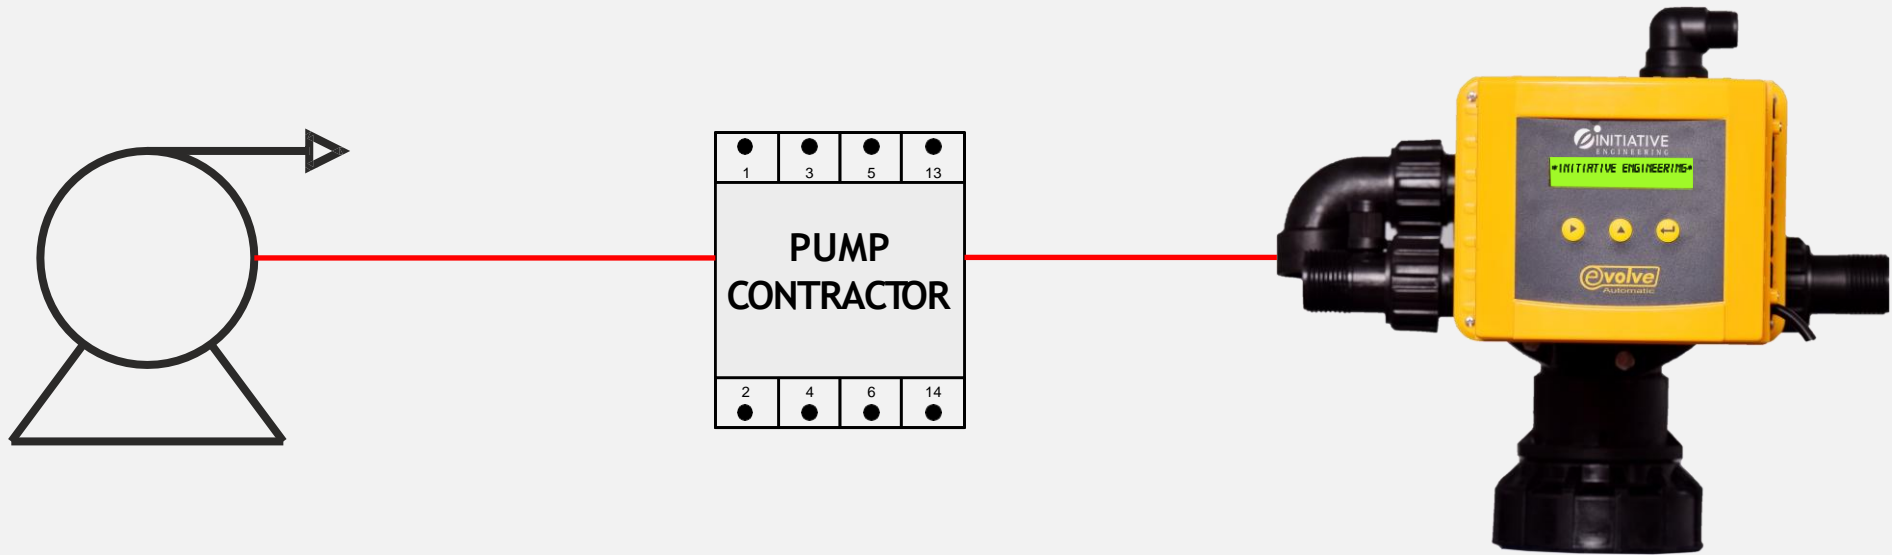 1 3 5 13
PUMP
CONTRACTOR
2 4 6 14
INITIATIVE
ENGINEERING
*INITIATIVE ENGINEERING*
evolve
Automatic